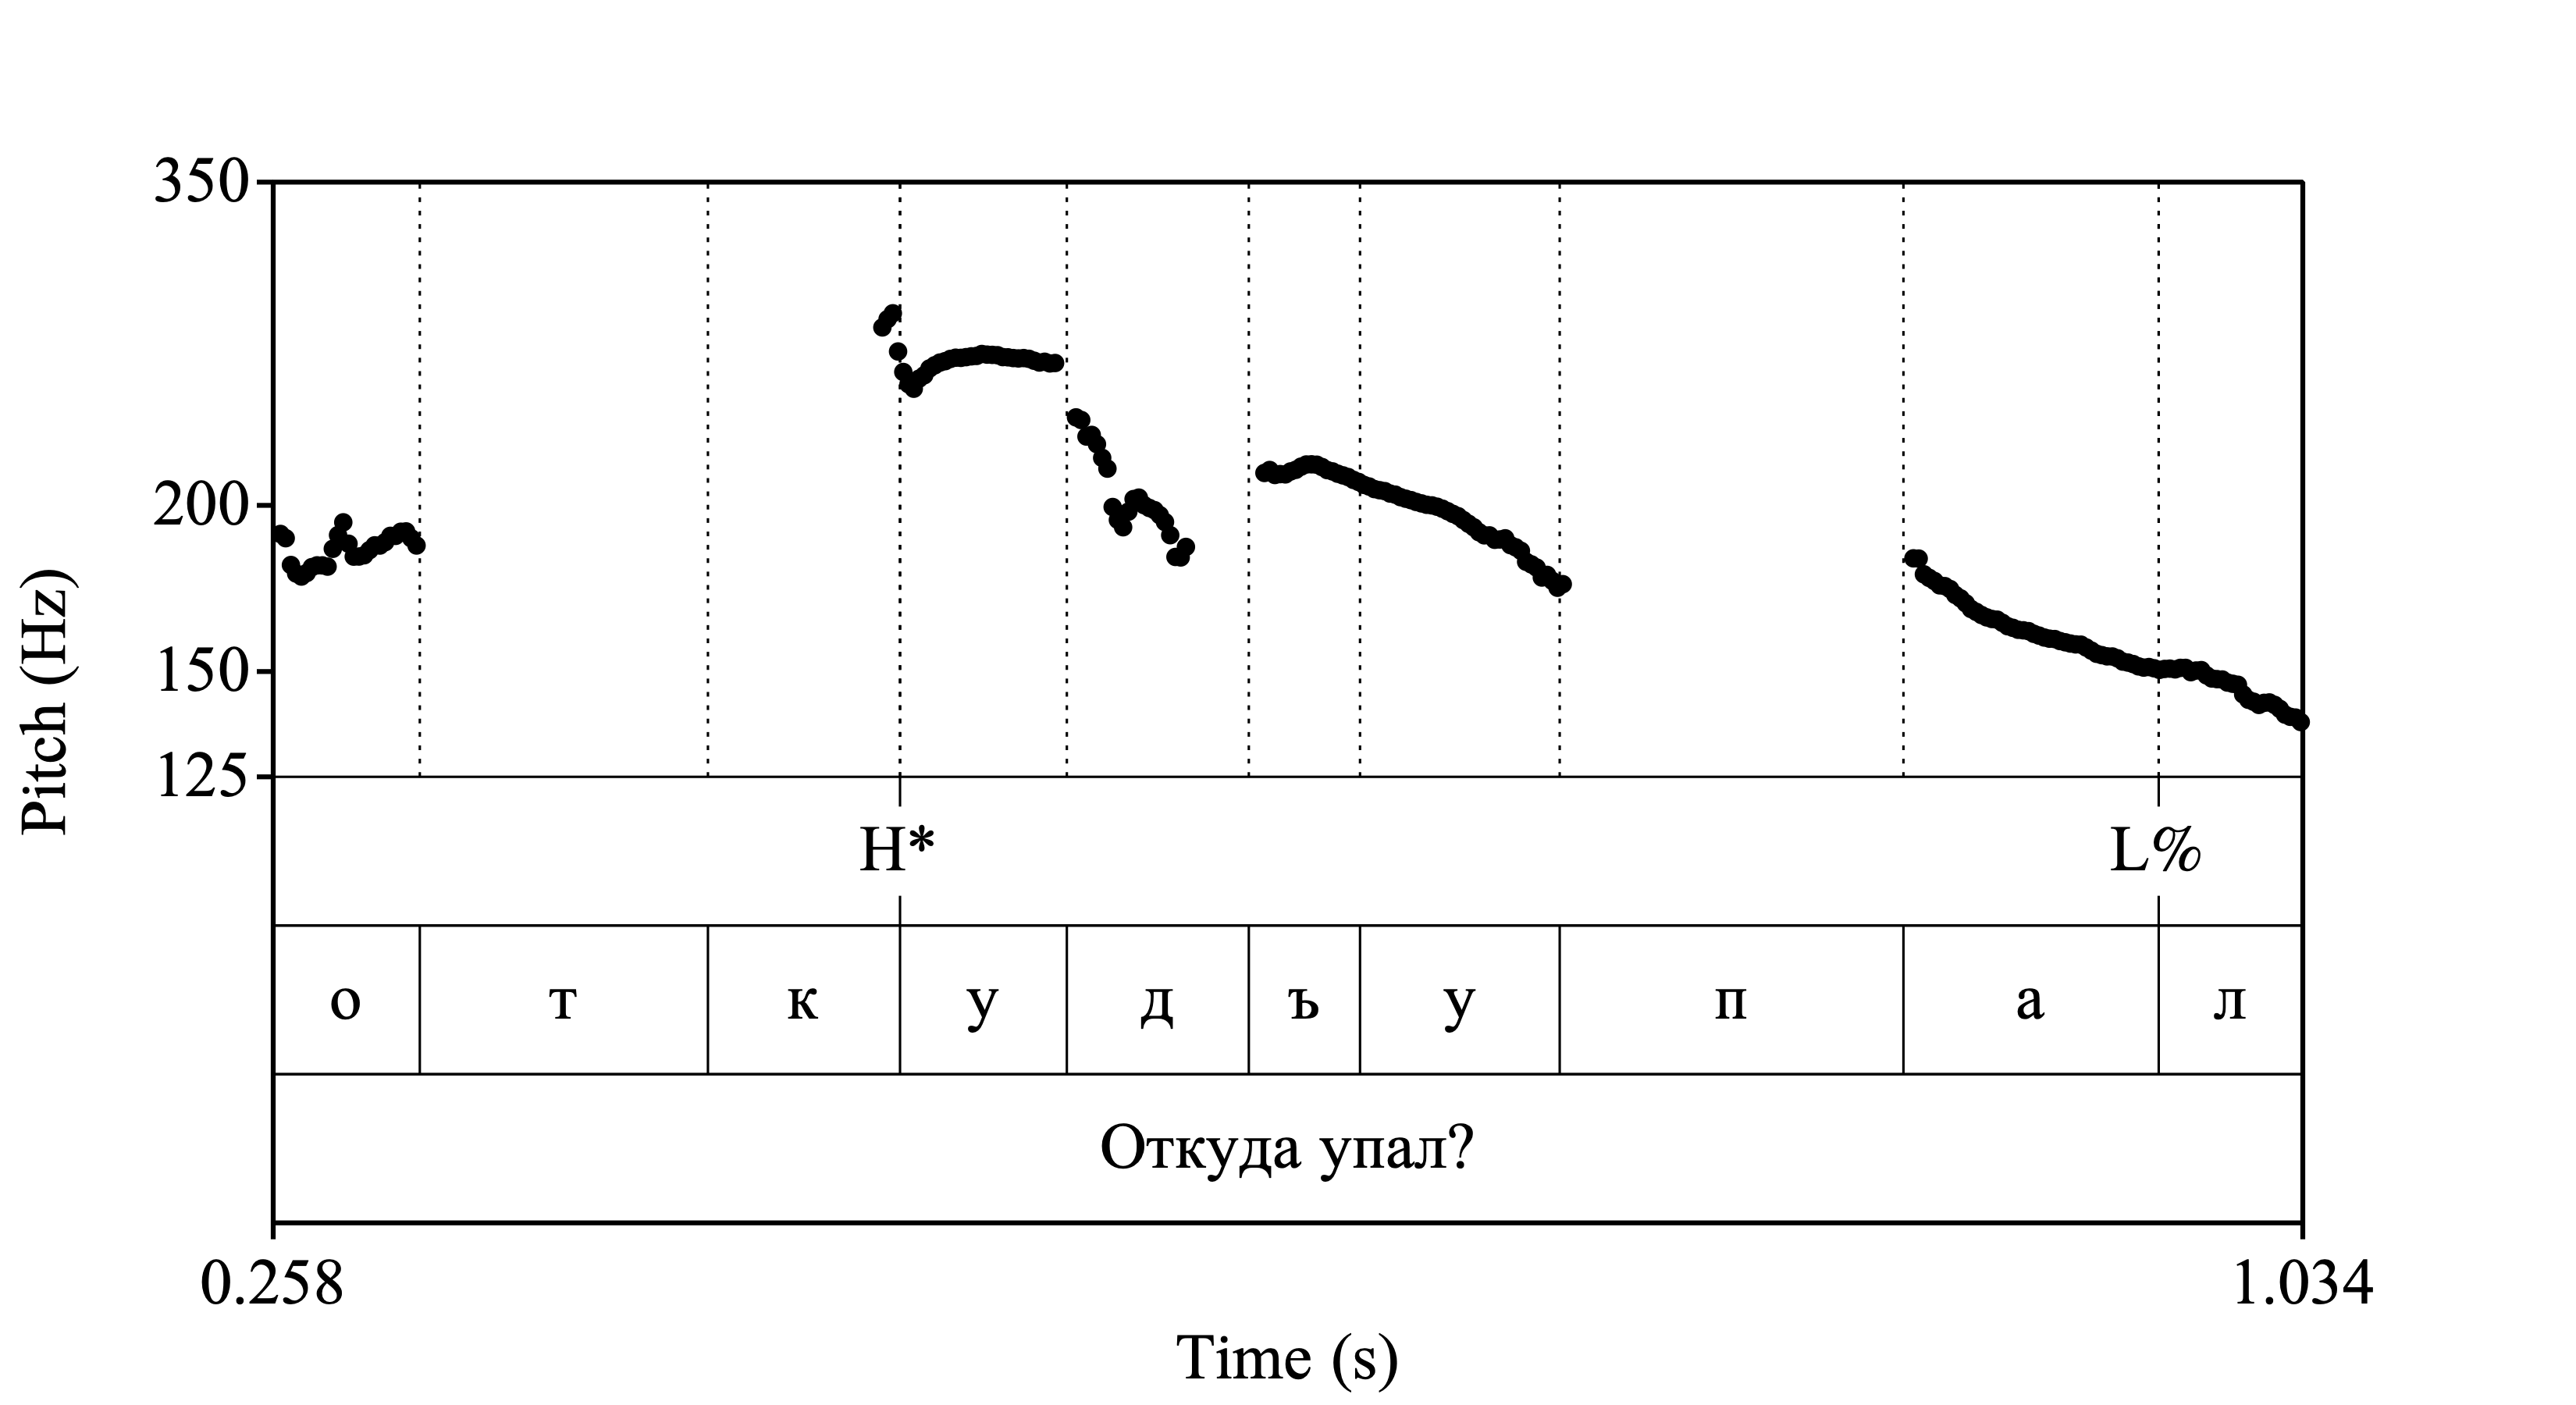 350
200
150
125
Pitch (Hz)
H* L%
о т к у д ъ у п а л
Откуда упал?
0.258 1.034
Time (s)